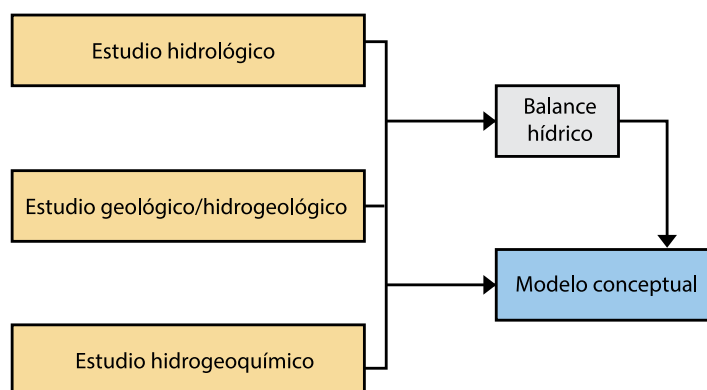 Estudio hidrológico
Balance
hídrico
Estudio geológico/hidrogeológico
Modelo conceptual
Estudio hidrogeoquímico